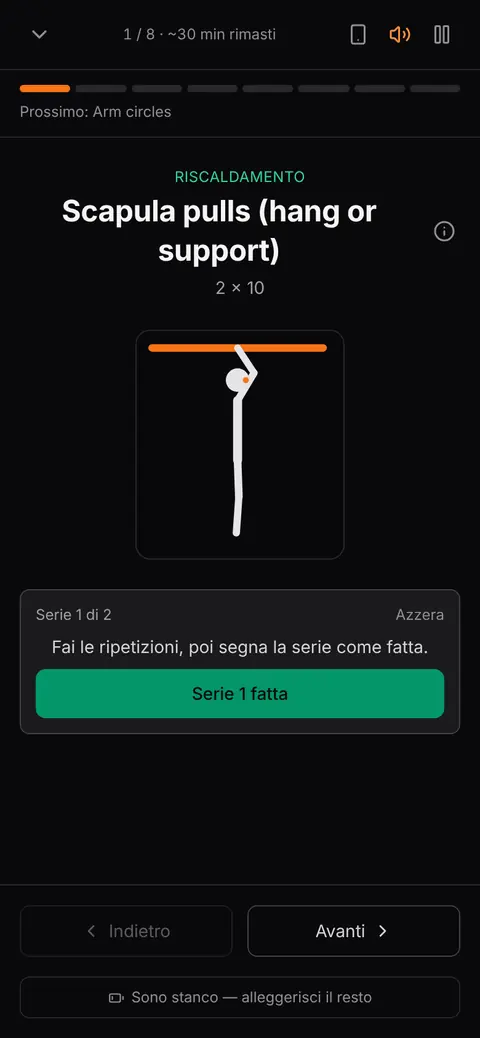 1 / 8 · ~30 min rimasti
Prossimo: Arm circles
RISCALDAMENTO
Scapula pulls (hang or
support)
2 × 10
Serie 1 di 2
Azzera
Fai le ripetizioni, poi segna la serie come fatta.
Serie 1 fatta
Indietro
Avanti
Sono stanco — alleggerisci il resto